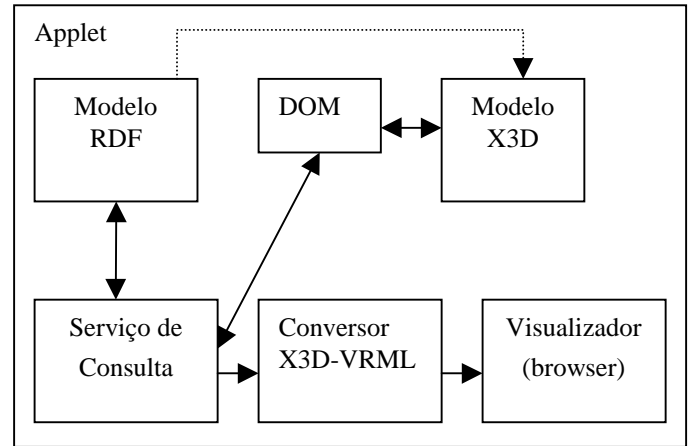 Applet
Modelo
RDF
DOM
Modelo
X3D
Serviço de
Consulta
Conversor
X3D-VRML
Visualizador
(browser)